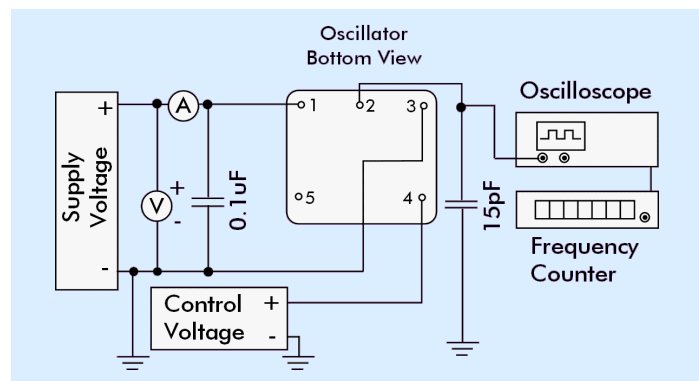 Oscillator
Bottom View
Oscilloscope
+
A
1
2
3
Supply
Voltage
V
+
-
0.1uF
5
4
15pF
Frequency
Counter
-
Control
Voltage
+
-